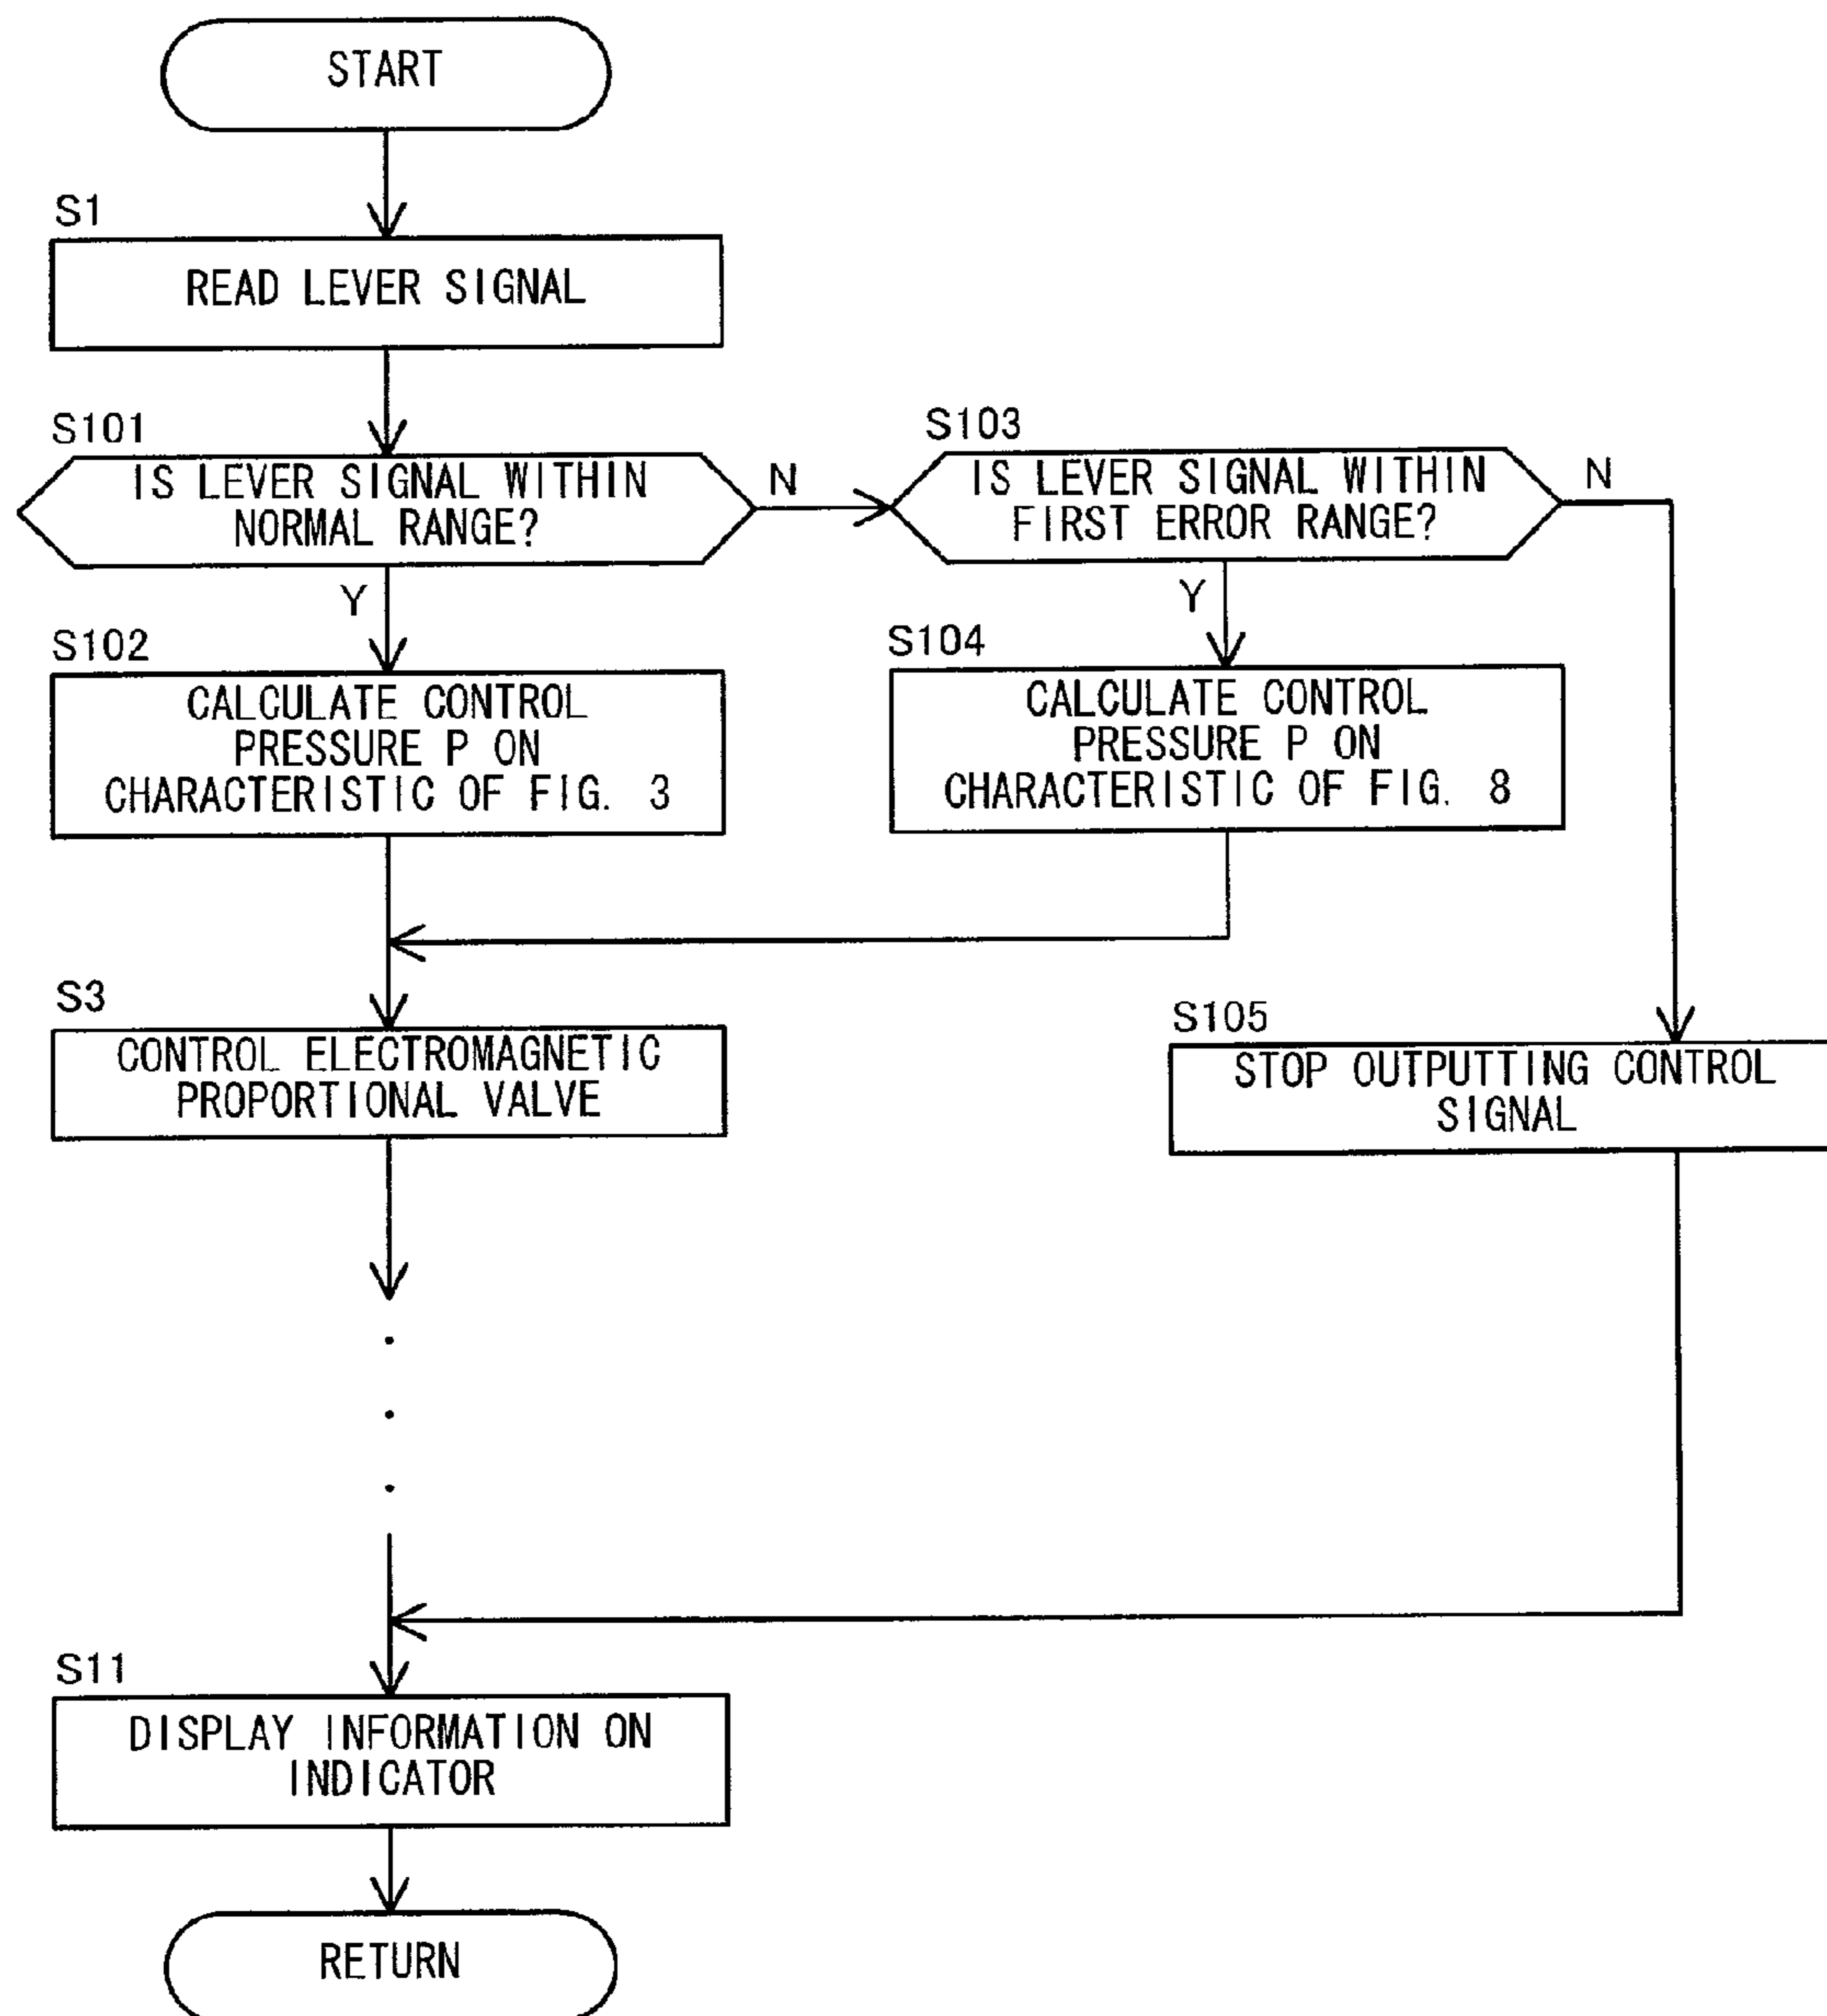 START
S1
READ LEVER SIGNAL
S101
IS LEVER SIGNAL WITHIN
NORMAL RANGE?
N
Y
S103
IS LEVER SIGNAL WITHIN
FIRST ERROR RANGE?
N
Y
S102
CALCULATE CONTROL
PRESSURE P ON
CHARACTERISTIC OF FIG. 3
S104
CALCULATE CONTROL
PRESSURE P ON
CHARACTERISTIC OF FIG. 8
S3
CONTROL ELECTROMAGNETIC
PROPORTIONAL VALVE
S105
STOP OUTPUTTING CONTROL
SIGNAL
S11
DISPLAY INFORMATION ON
INDICATOR
RETURN